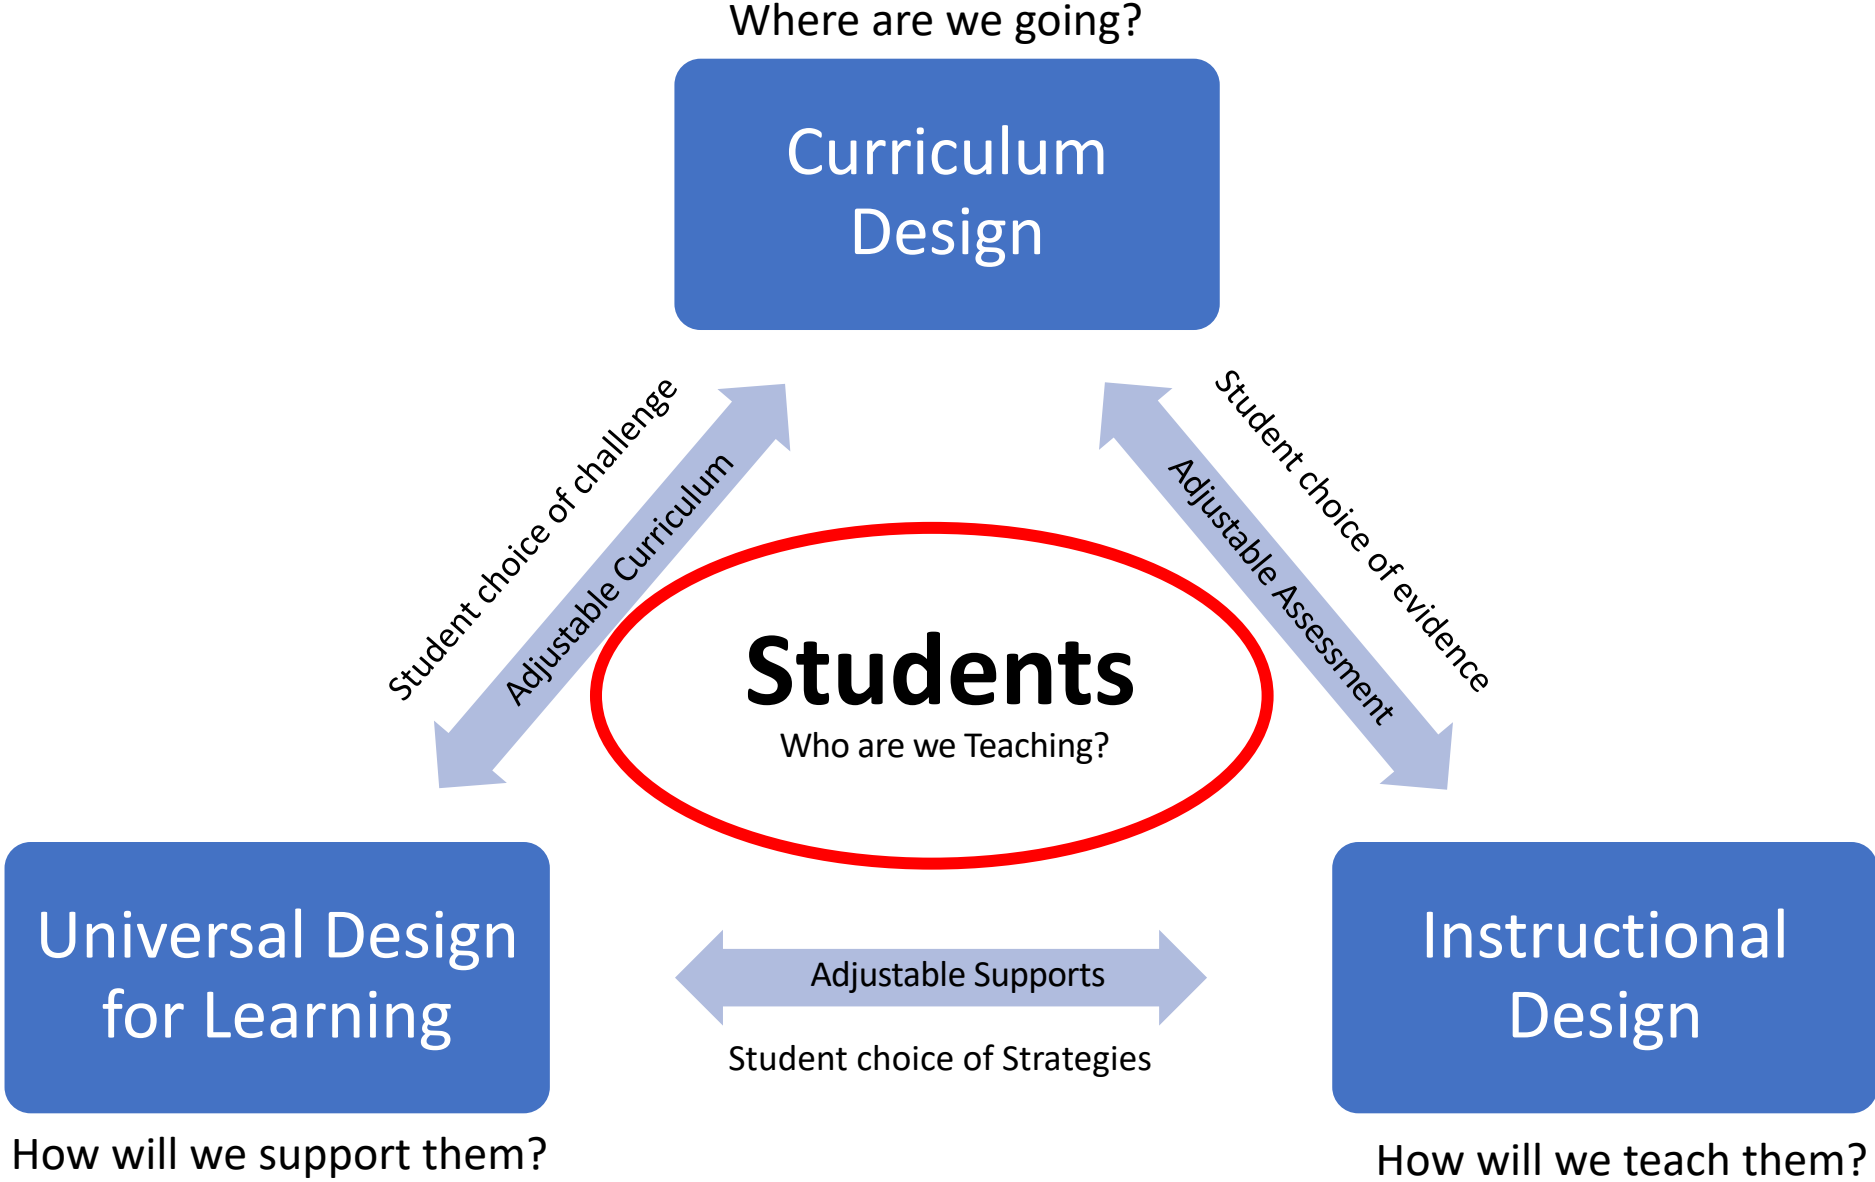 Where are we going?
Curriculum
Design
Student choice of challenge
Adjustable Curriculum
Student choice of evidence
Adjustable Assessment
Students
Who are we Teaching?
Universal Design
for Learning
Adjustable Supports
Student choice of Strategies
Instructional
Design
How will we support them?
How will we teach them?